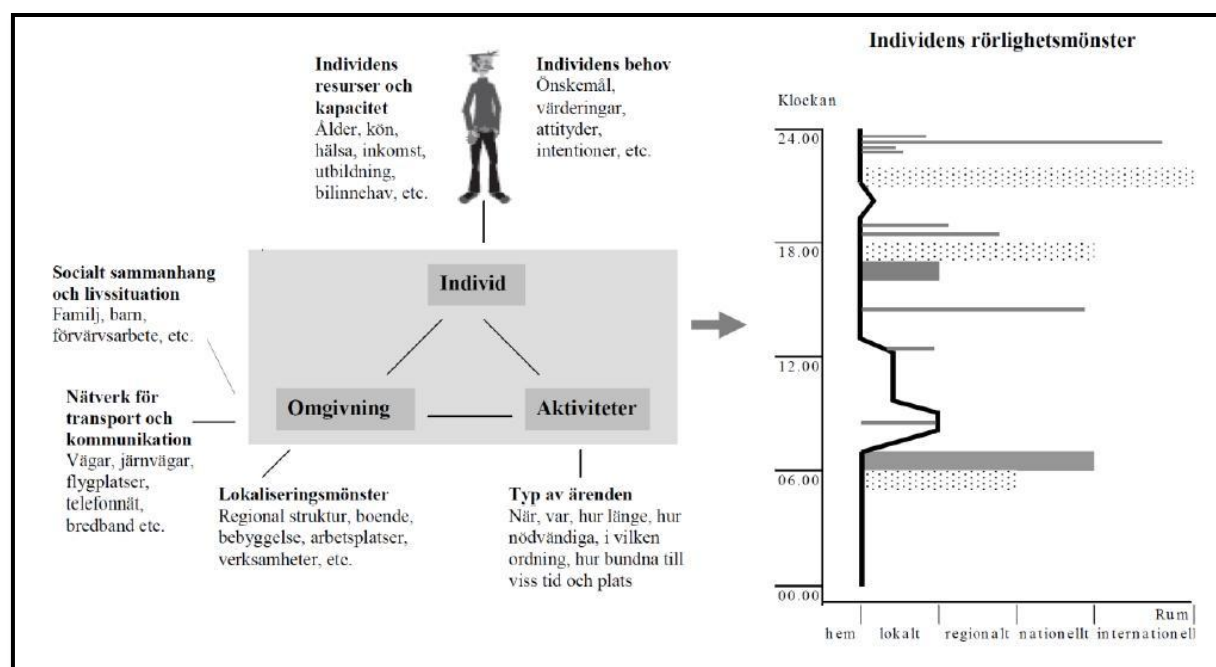 Individens
resurser och
kapacitet
Ålder, kön,
hälsa, inkomst,
utbildning,
bilinnehav, etc.
Individens behov
Önskemål,
värderingar,
attityder,
intentioner, etc.
Socialt sammanhang
och livssituation
Familj, barn,
förvärvsarbete, etc.
Nätverk för
transport och
kommunikation
Vägar, järnvägar,
flygplatser,
telefonnät,
bredband etc.
Individ
Omgivning
Aktiviteter
Lokaliseringsmönster
Regional struktur, boende,
bebyggelse, arbetsplatser,
verksamheter, etc.
Typ av ärenden
När, var, hur länge, hur
nödvändiga, i vilken
ordning, hur bundna till
viss tid och plats
Individens rörlighetsmönster
Klockan
24.00
18.00
12.00
06.00
00.00
Rum
hem lokalt regionalt nationellt internationell